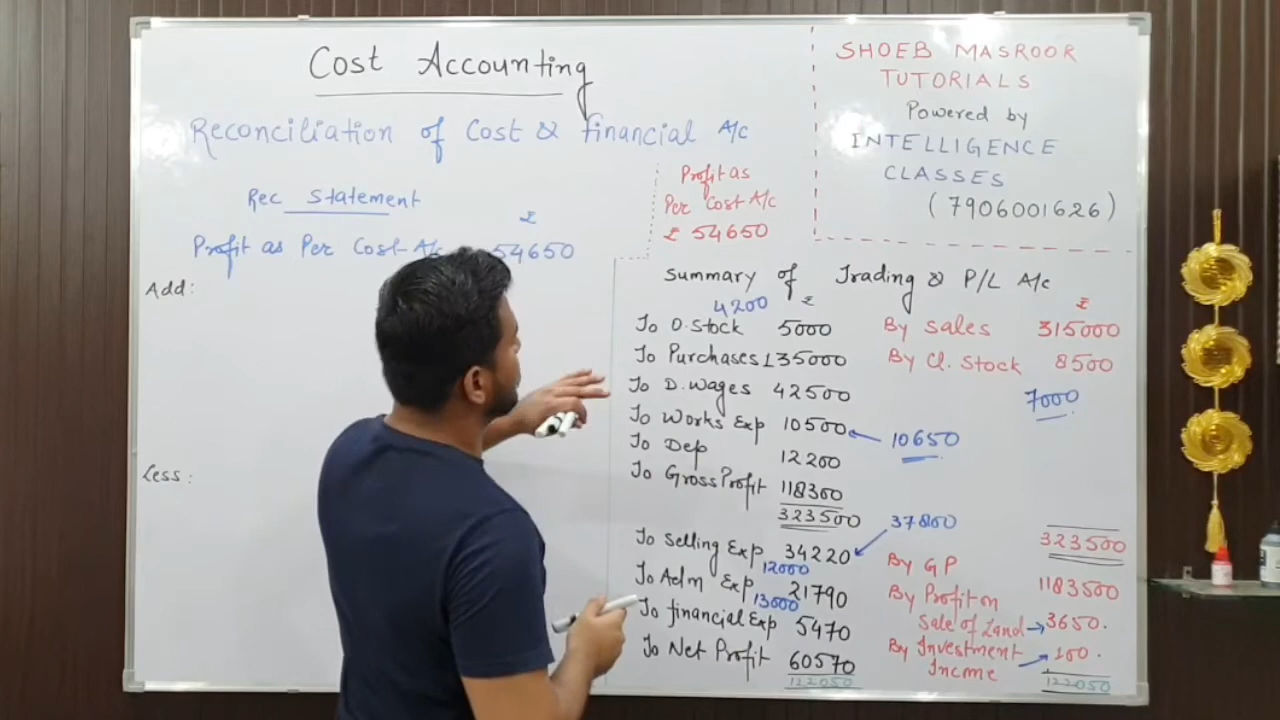 Cost Accounting
Reconciliation of Cost & financial A/c
SHOEB MASROOR
TUTORIALS
Powered by
INTELLIGENCE
CLASSES
(7906001626)
Rec Statement
₹
Profit as Per Cost A/c 54650
Add:
Less:
Profit as
Per Cost A/c
₹ 54650
Summary of Trading & P/L A/c
4200 ₹ ₹
To O.Stock 5000 By Sales 315000
To Purchases 135000 By Cl. Stock 8500
To D.Wages 42500 7000
To Works Exp 10500 10650
To Dep 12200
To Gross Profit 118300
323500 323500
To Selling Exp 34220 37800 By GP 1183500
12000
To Adm Exp 21790 By Profit on
13000 Sale of Land → 3650.
To financial Exp 5470 By Investment 100.
Income
To Net Profit 60570
122050 122050